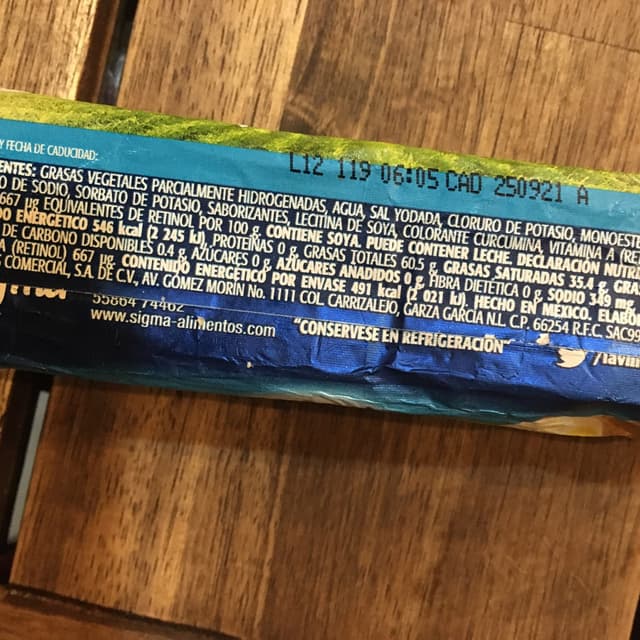 Y FECHA DE CADUCIDAD:
L12 119 06:05 CAD 250921 A
ENTES: GRASAS VEGETALES PARCIALMENTE HIDROGENADAS, AGUA, SAL YODADA, CLORURO DE POTASIO, MONOEST
O DE SODIO, SORBATO DE POTASIO, SABORIZANTES, LECITINA DE SOYA, COLORANTE CURCUMINA, VITAMINA A (RE
667 µg EQUIVALENTES DE RETINOL POR 100 g. CONTIENE SOYA. PUEDE CONTENER LECHE. DECLARACIÓN NUTR
DO ENERGÉTICO 546 kcal (2 245 kJ), PROTEÍNAS 0 g, GRASAS TOTALES 60.5 g, GRASAS SATURADAS 35.4 g, GRAS
DE CARBONO DISPONIBLES 0.4 g, AZÚCARES 0 g, AZÚCARES AÑADIDOS 0 g, FIBRA DIETÉTICA 0 g, SODIO 349 mg,
A (RETINOL) 667 µg. CONTENIDO ENERGÉTICO POR ENVASE 491 kcal (2 021 kJ). HECHO EN MÉXICO. ELABOR
COMERCIAL, S.A. DE C.V., AV. GÓMEZ MORÍN No. 1111 COL. CARRIZALEJO, GARZA GARCÍA N.L. C.P. 66254 R.F.C. SAC99
55864 74462
www.sigma-alimentos.com
"CONSERVESE EN REFRIGERACIÓN"
/lavin